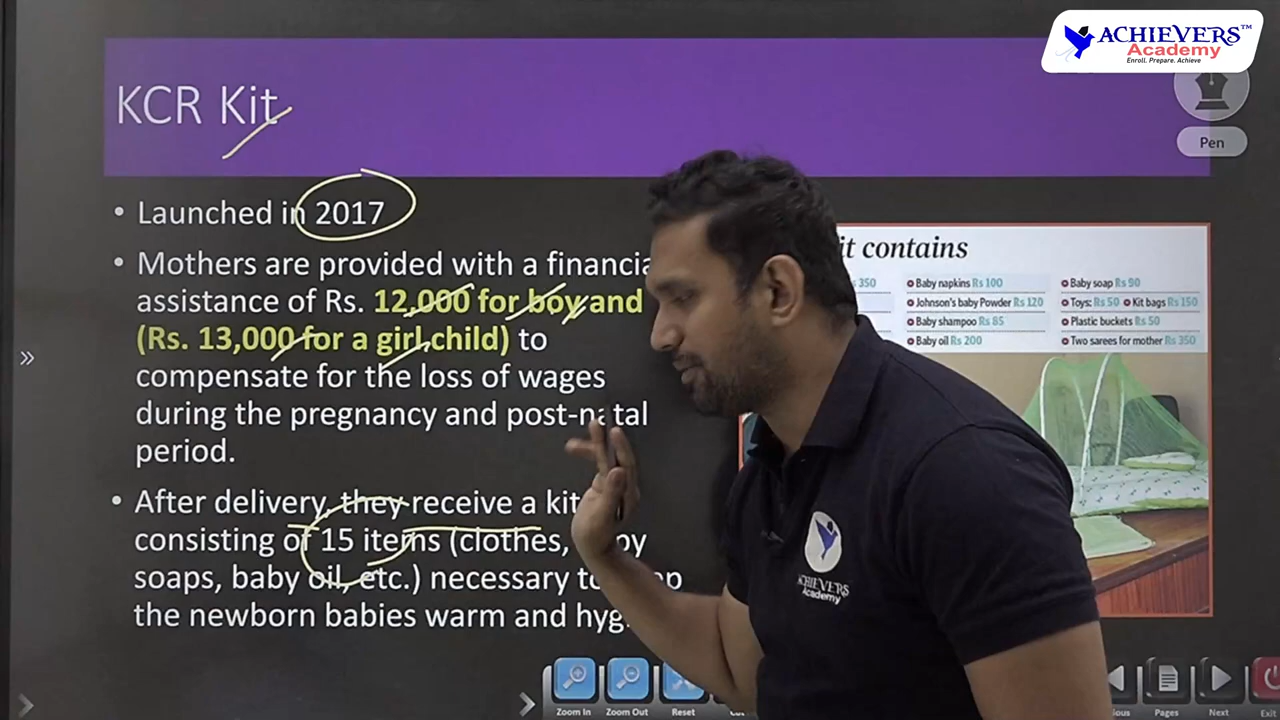 ACHIEVERS™
Academy
Enroll. Prepare. Achieve
KCR Kit
Pen
• Launched in 2017
• Mothers are provided with a
assistance of Rs. 12,000 for boy and
(Rs. 13,000 for a girl child) to
compensate for the loss of wages
during the pregnancy and post-natal
period.
• After delivery, they receive a kit
consisting of 15 items (clothes,
soaps, baby oil, etc.) necessary
the newborn babies warm and
it contains
350
Baby napkins Rs 100
Johnson's baby Powder Rs 120
Baby shampoo Rs 85
Baby oil Rs 200
Baby soap Rs 90
Toys: Rs 50 Kit bags Rs 150
Plastic buckets Rs 50
Two sarees for mother Rs 350
ACHIEVERS
Academy
Zoom In
Zoom Out
Reset
Pages
Next
Exit